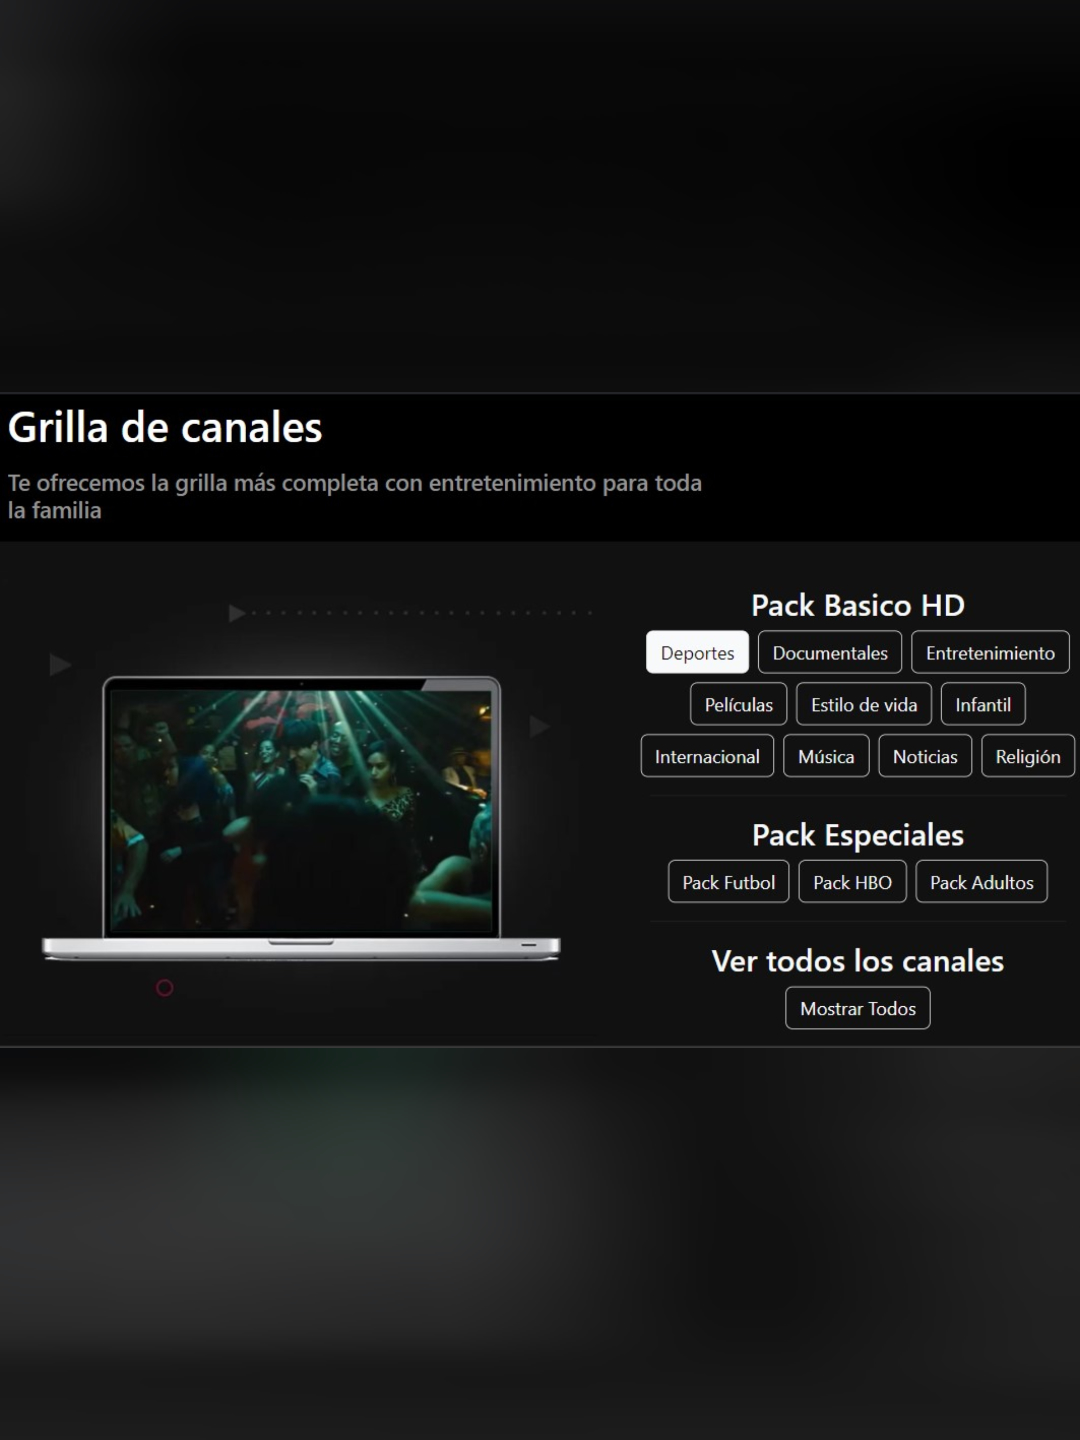 Grilla de canales
Te ofrecemos la grilla más completa con entretenimiento para toda
la familia
Pack Basico HD
Deportes Documentales Entretenimiento
Películas Estilo de vida Infantil
Internacional Música Noticias Religión
Pack Especiales
Pack Futbol Pack HBO Pack Adultos
Ver todos los canales
Mostrar Todos